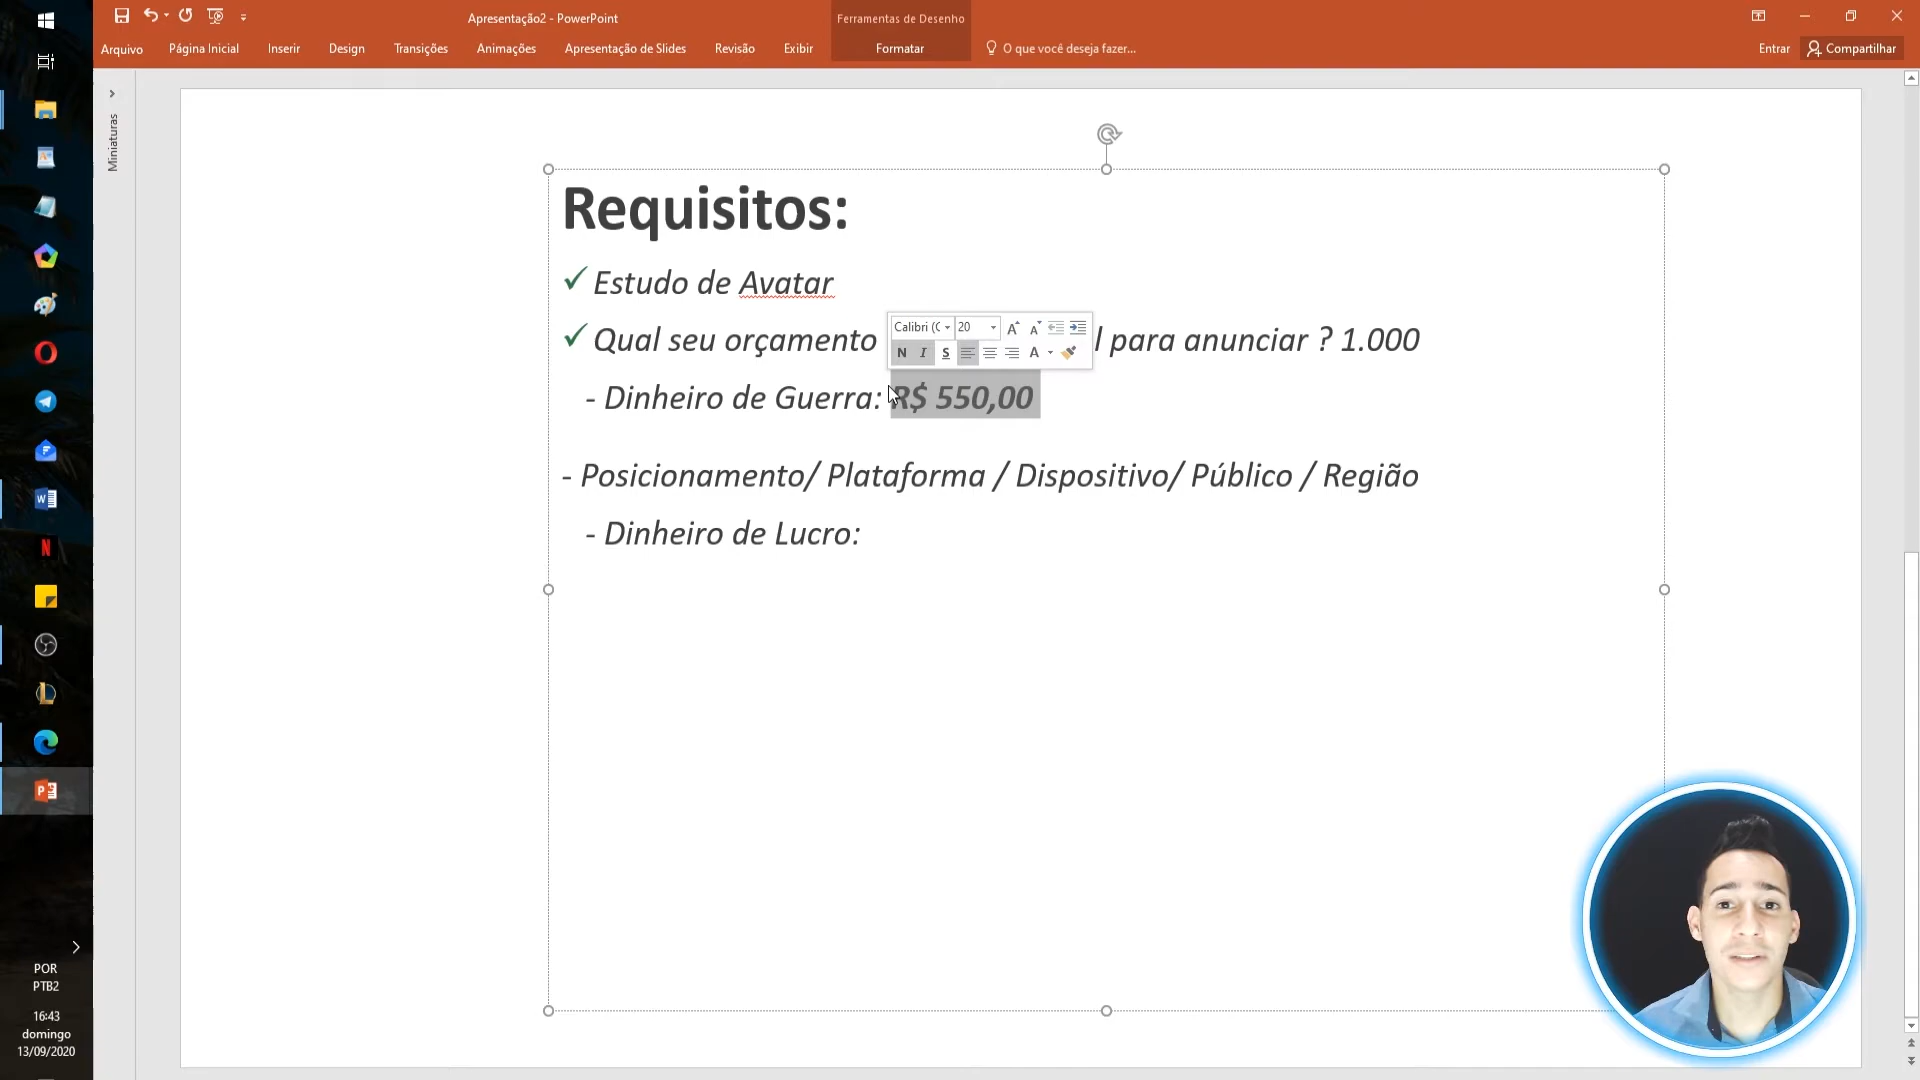 Apresentação2 - PowerPoint
Ferramentas de Desenho
Arquivo
Página Inicial
Inserir
Design
Transições
Animações
Apresentação de Slides
Revisão
Exibir
Formatar
O que você deseja fazer...
Entrar
Compartilhar
Miniaturas
Requisitos:
Estudo de Avatar
Calibri (C
20
N I S A
Qual seu orçamento l para anunciar ? 1.000
- Dinheiro de Guerra: R$ 550,00
- Posicionamento/ Plataforma / Dispositivo/ Público / Região
- Dinheiro de Lucro:
POR
PTB2
16:43
domingo
13/09/2020